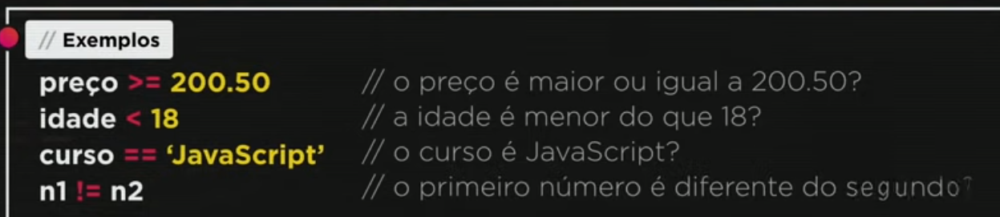 // Exemplos
preço >= 200.50 // o preço é maior ou igual a 200.50?
idade < 18 // a idade é menor do que 18?
curso == ‘JavaScript’ // o curso é JavaScript?
n1 != n2 // o primeiro número é diferente do segundo?